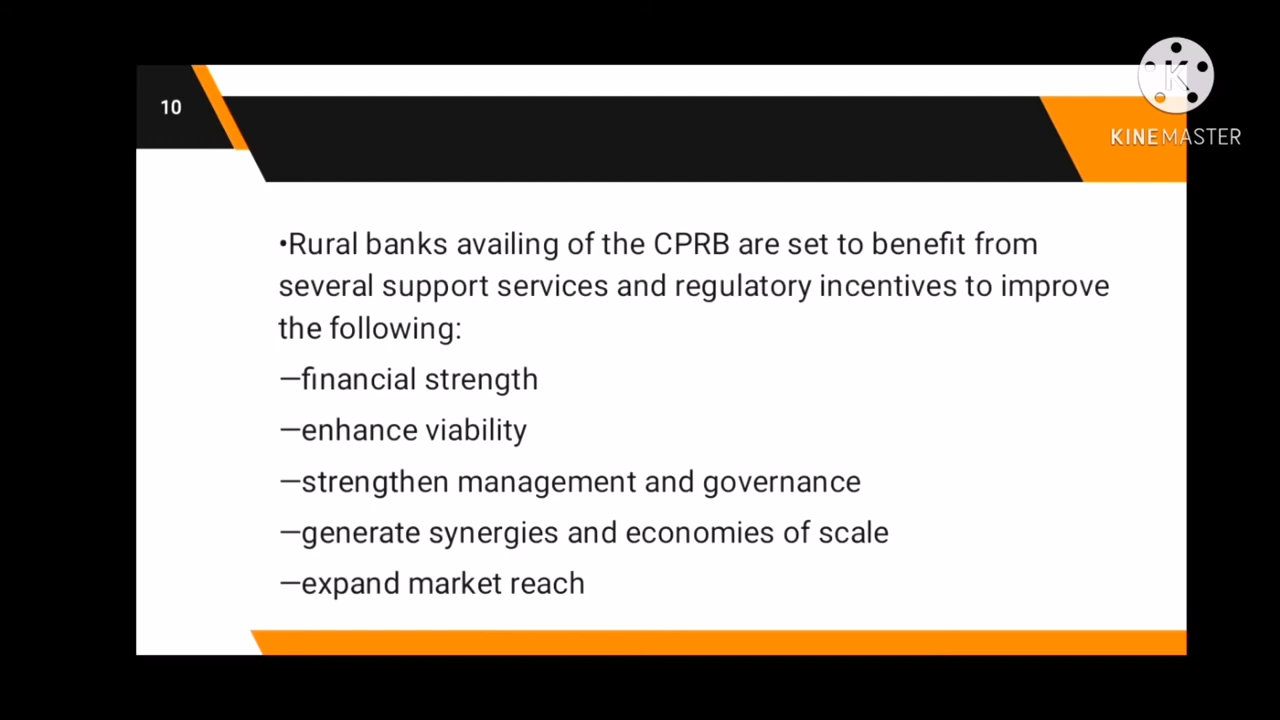 10
K
KINEMASTER
•Rural banks availing of the CPRB are set to benefit from
several support services and regulatory incentives to improve
the following:
—financial strength
—enhance viability
—strengthen management and governance
—generate synergies and economies of scale
—expand market reach